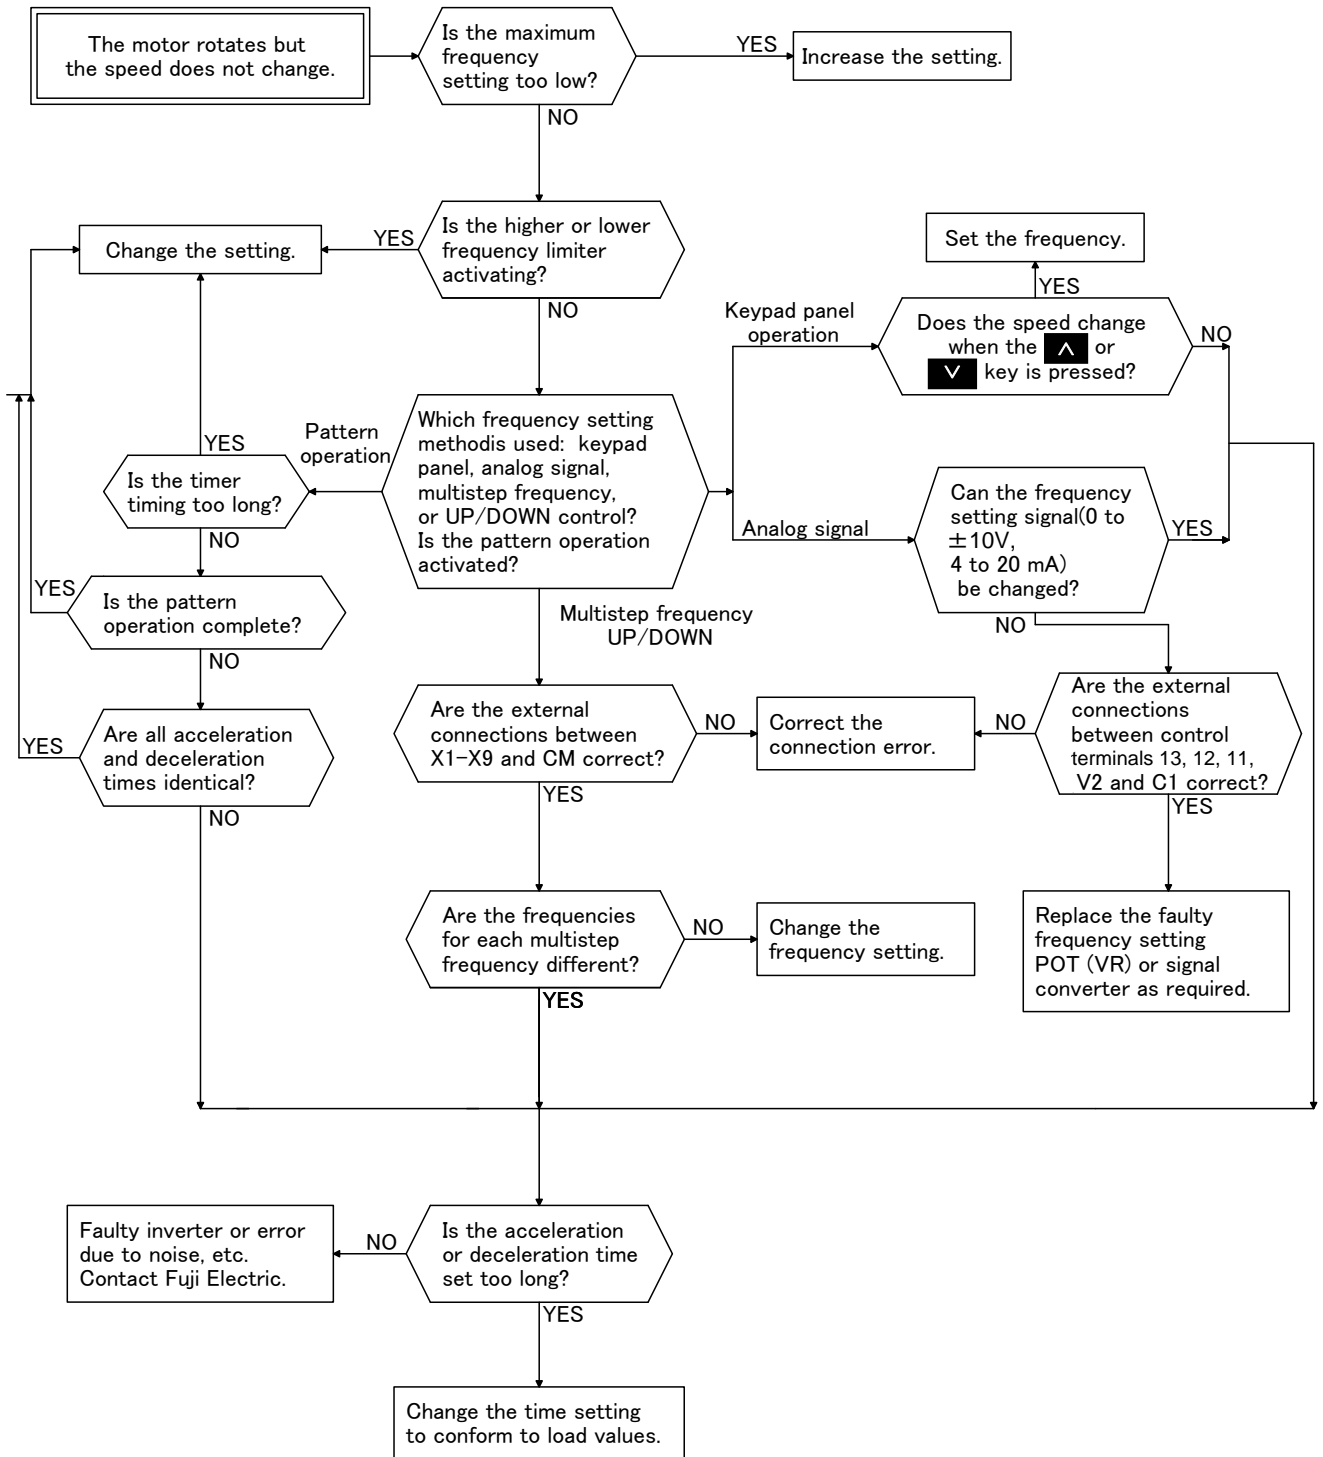 The motor rotates but
the speed does not change.
Is the maximum
frequency
setting too low?
YES
Increase the setting.
NO
Is the higher or lower
frequency limiter
activating?
YES
Change the setting.
NO
Set the frequency.
YES
Keypad panel
operation
Does the speed change
when the ∧ or
∨ key is pressed?
NO
Which frequency setting
methodis used: keypad
panel, analog signal,
multistep frequency,
or UP/DOWN control?
Is the pattern operation
activated?
Pattern
operation
YES
Is the timer
timing too long?
NO
Analog signal
Can the frequency
setting signal(0 to
±10V,
4 to 20 mA)
be changed?
YES
NO
YES
Is the pattern
operation complete?
NO
Multistep frequency
UP/DOWN
YES
Are all acceleration
and deceleration
times identical?
NO
Are the external
connections between
X1-X9 and CM correct?
NO
Correct the
connection error.
NO
Are the external
connections
between control
terminals 13, 12, 11,
V2 and C1 correct?
YES
YES
Are the frequencies
for each multistep
frequency different?
NO
Change the
frequency setting.
Replace the faulty
frequency setting
POT (VR) or signal
converter as required.
YES
Faulty inverter or error
due to noise, etc.
Contact Fuji Electric.
NO
Is the acceleration
or deceleration time
set too long?
YES
Change the time setting
to conform to load values.